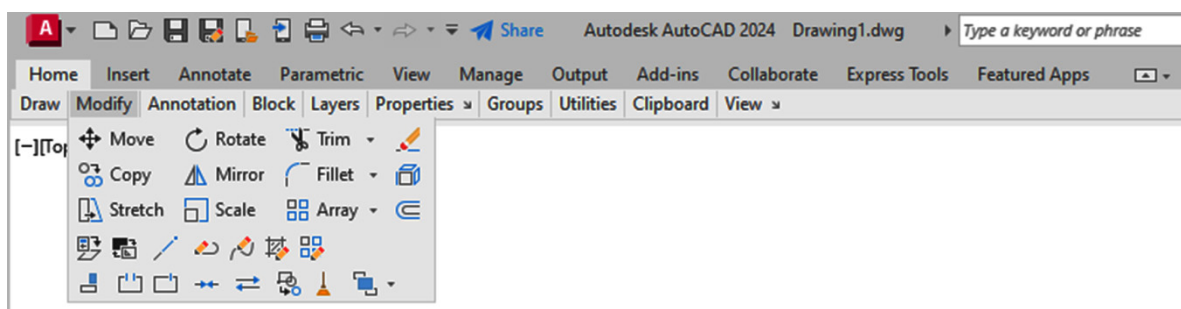 A Share Autodesk AutoCAD 2024 Drawing1.dwg Type a keyword or phrase
Home Insert Annotate Parametric View Manage Output Add-ins Collaborate Express Tools Featured Apps
Draw Modify Annotation Block Layers Properties Groups Utilities Clipboard View
[−][Top
Move Rotate Trim
Copy Mirror Fillet
Stretch Scale Array